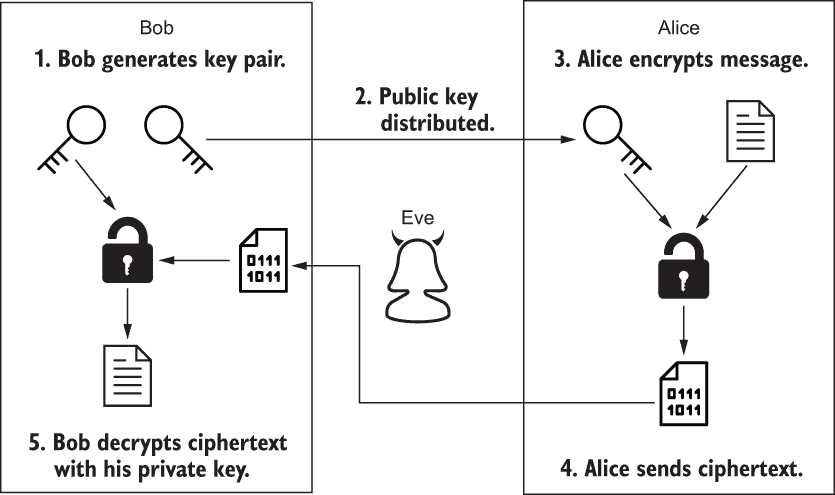 Bob
1. Bob generates key pair.
2. Public key
distributed.
Alice
3. Alice encrypts message.
Eve
0111
1011
0111
1011
5. Bob decrypts ciphertext
with his private key.
4. Alice sends ciphertext.